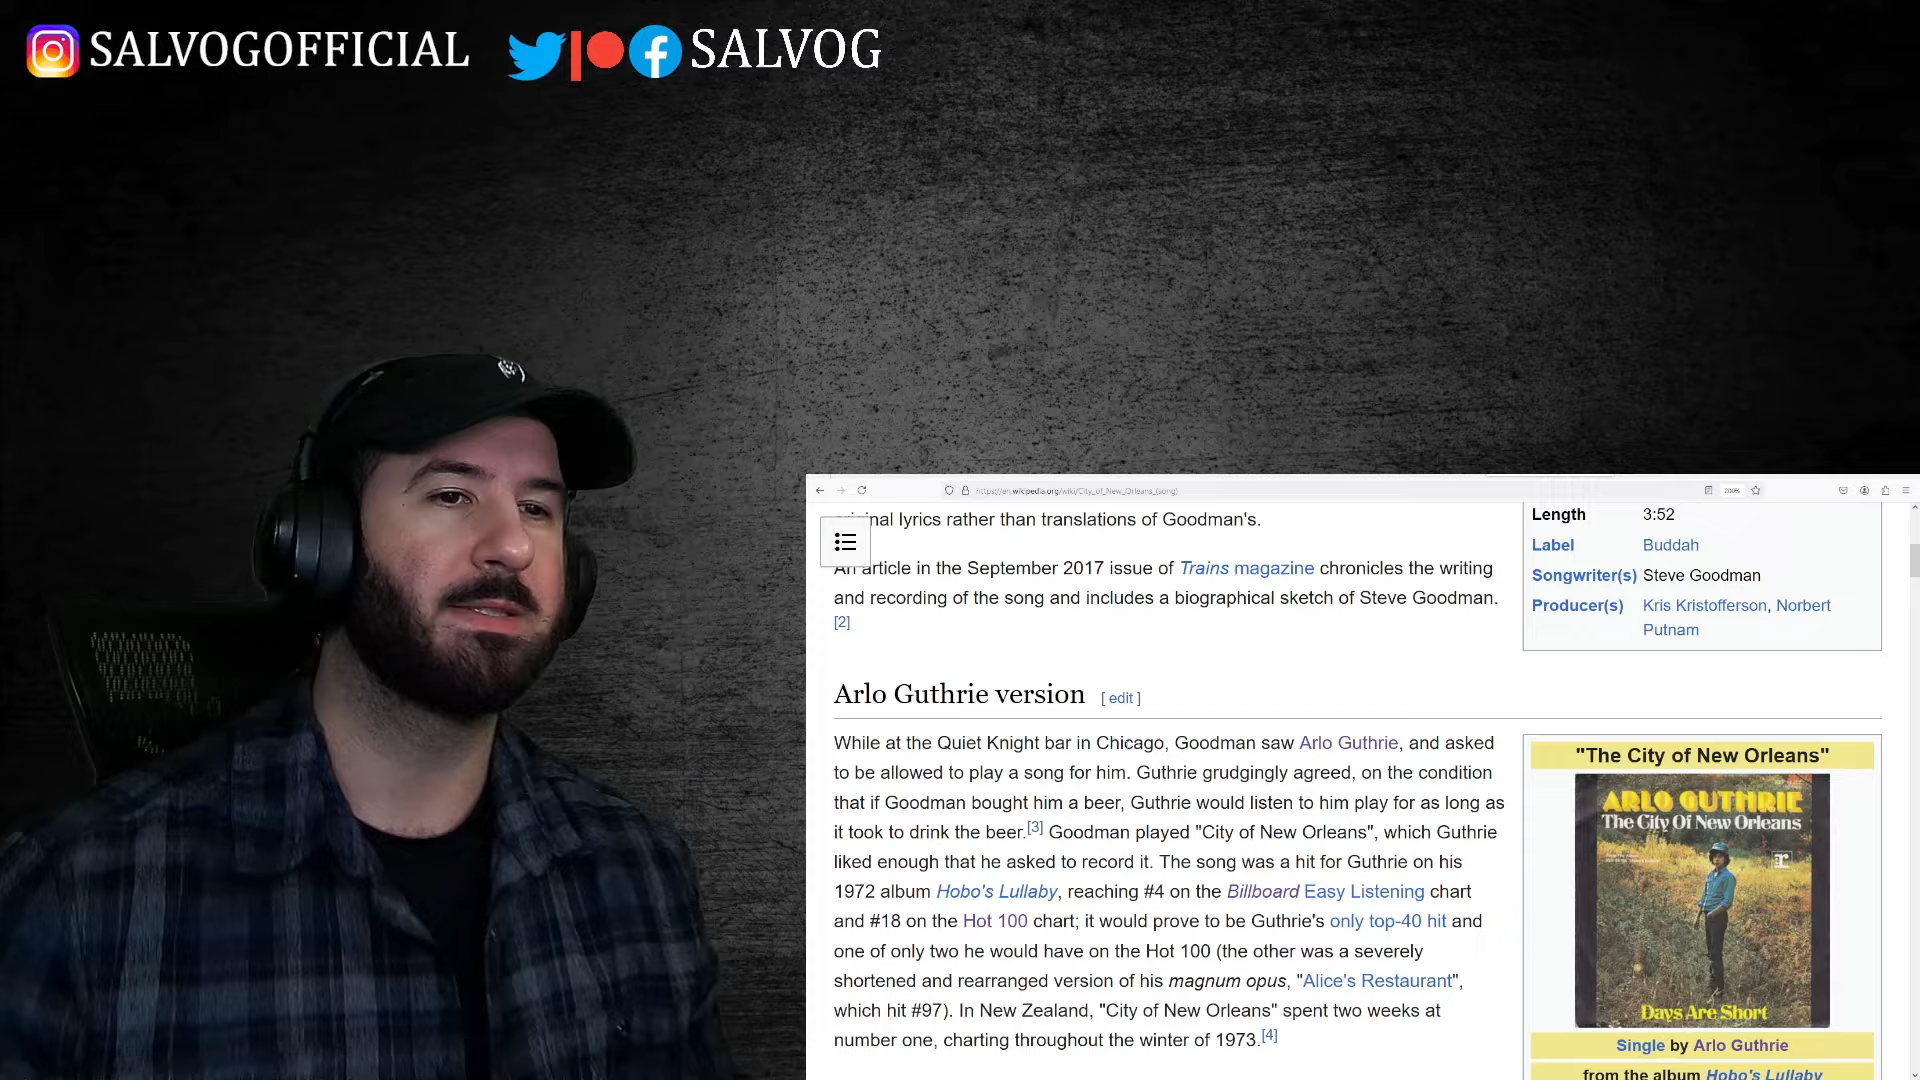 SALVOGOFFICIAL SALVOG
https://en.wikipedia.org/wiki/City_of_New_Orleans_(song) 200%
original lyrics rather than translations of Goodman's.
An article in the September 2017 issue of Trains magazine chronicles the writing
and recording of the song and includes a biographical sketch of Steve Goodman.
[2]
Length 3:52
Label Buddah
Songwriter(s) Steve Goodman
Producer(s) Kris Kristofferson, Norbert
Putnam
Arlo Guthrie version [ edit ]
While at the Quiet Knight bar in Chicago, Goodman saw Arlo Guthrie, and asked
to be allowed to play a song for him. Guthrie grudgingly agreed, on the condition
that if Goodman bought him a beer, Guthrie would listen to him play for as long as
it took to drink the beer.[3] Goodman played "City of New Orleans", which Guthrie
liked enough that he asked to record it. The song was a hit for Guthrie on his
1972 album Hobo's Lullaby, reaching #4 on the Billboard Easy Listening chart
and #18 on the Hot 100 chart; it would prove to be Guthrie's only top-40 hit and
one of only two he would have on the Hot 100 (the other was a severely
shortened and rearranged version of his magnum opus, "Alice's Restaurant",
which hit #97). In New Zealand, "City of New Orleans" spent two weeks at
number one, charting throughout the winter of 1973.[4]
"The City of New Orleans"
ARLO GUTHRIE
The City Of New Orleans
Days Are Short
Single by Arlo Guthrie
from the album Hobo's Lullaby